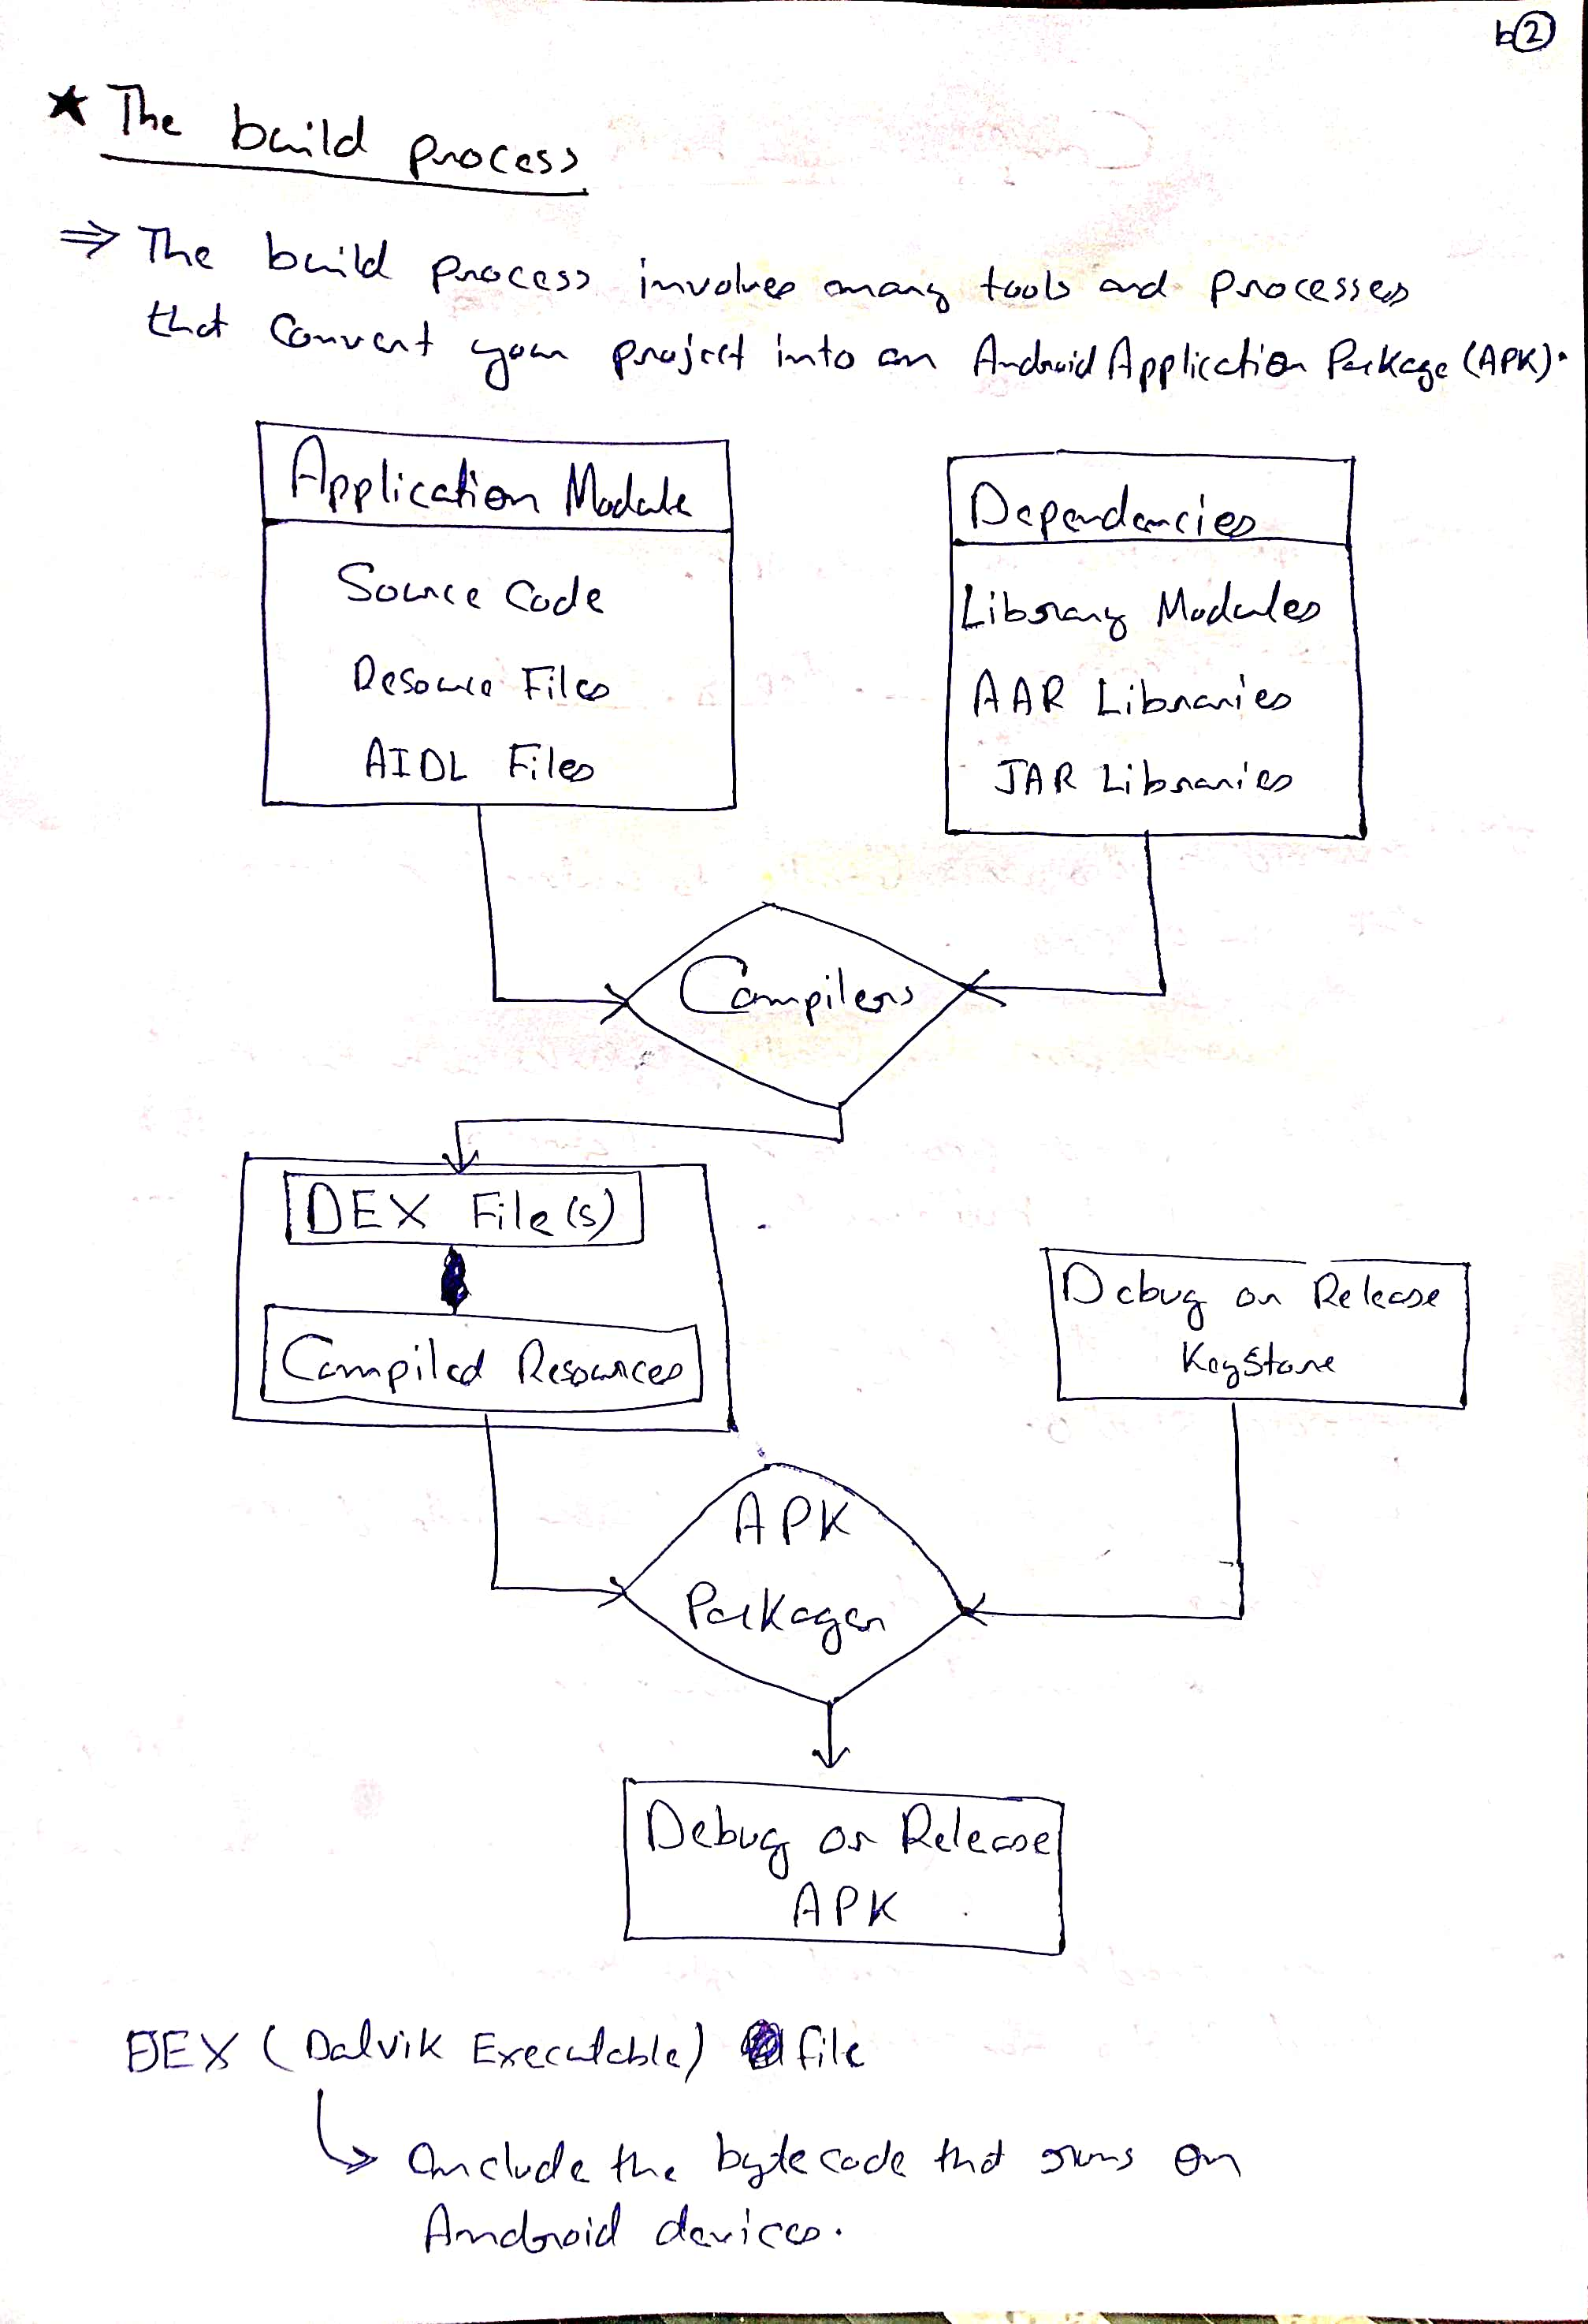 b②
★ The build process
⇒ The build process involves many tools and processes
that convert your project into an Android Application Package (APK).
Application Module
Source Code
Resource Files
AIDL Files
Dependencies
Library Modules
AAR Libraries
JAR Libraries
Compilers
DEX File(s)
Compiled Resources
Debug or Release
KeyStore
APK
Packager
Debug or Release
APK
DEX (Dalvik Executable) file
↳ Include the bytecode that runs on
Android devices.